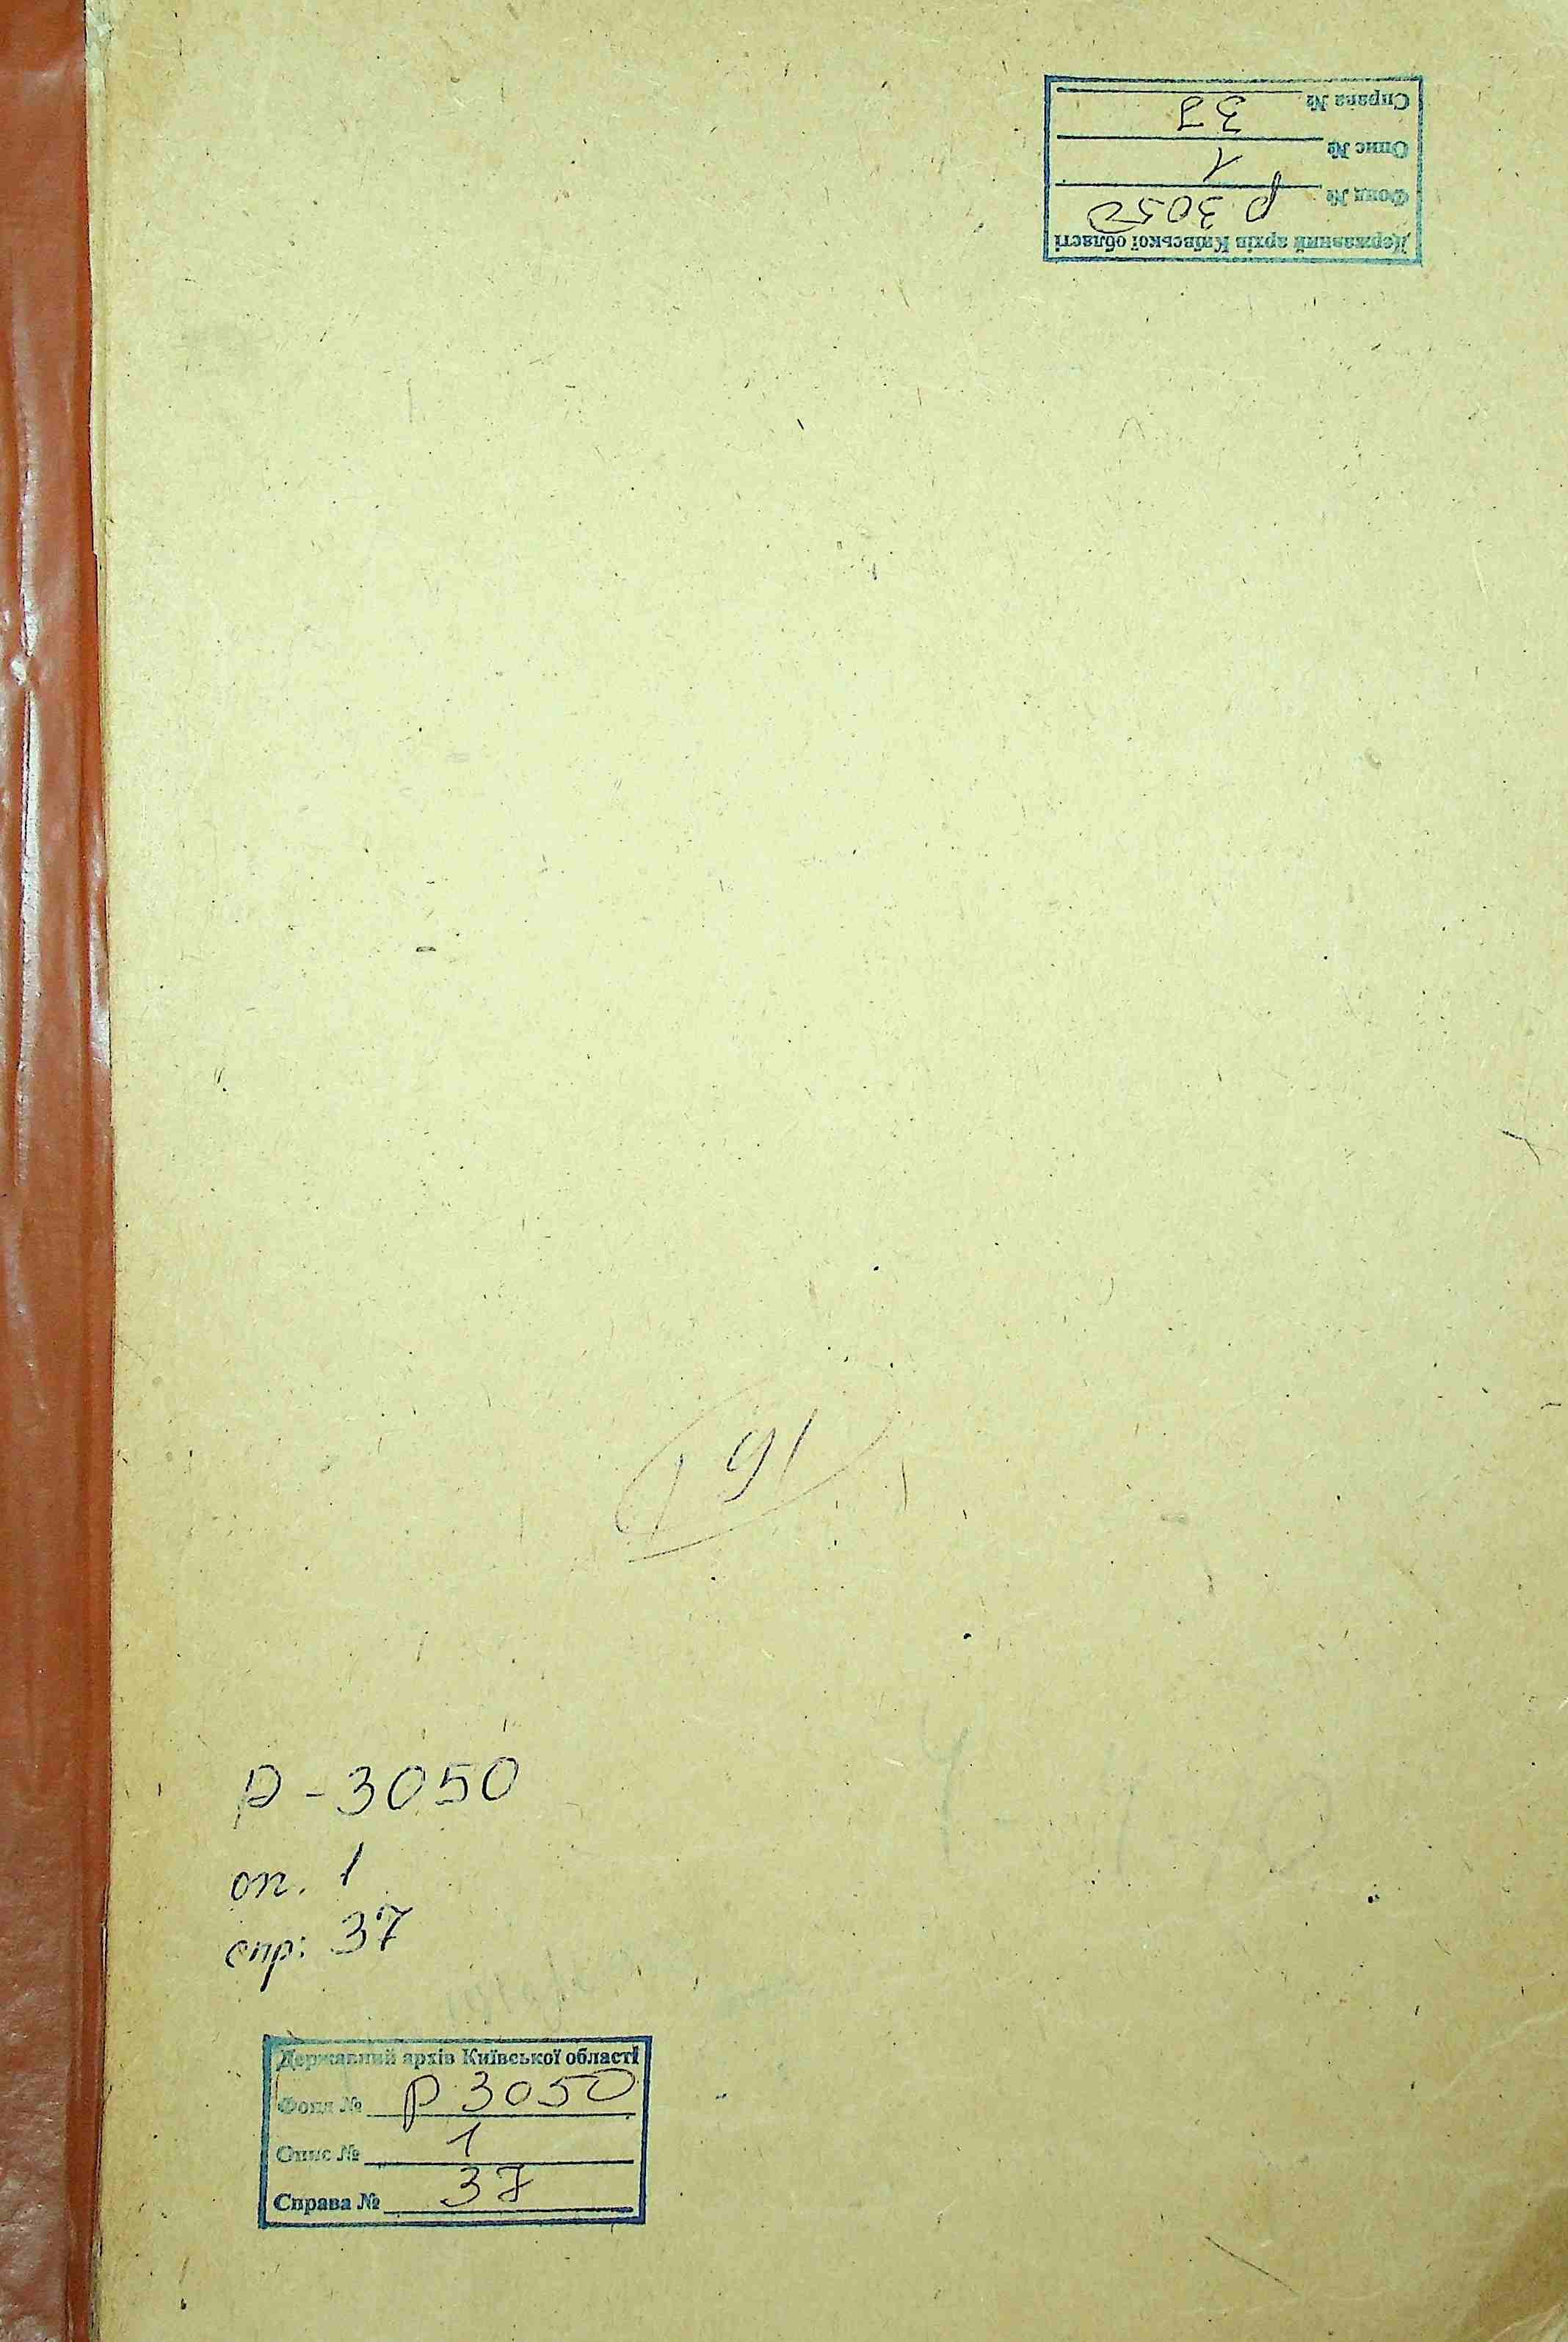 Державний архів Київської області
Фонд № Р 3050
Опис № 1
Справа № 37
191
Р - 3050
оп. 1
спр: 37
Державний архів Київської області
Фонд № Р 3050
Опис № 1
Справа № 37